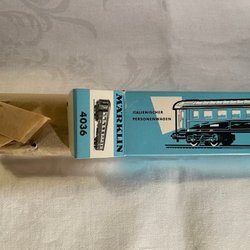 4036
MÄRKLIN
ITALIENISCHER
PERSONENWAGEN